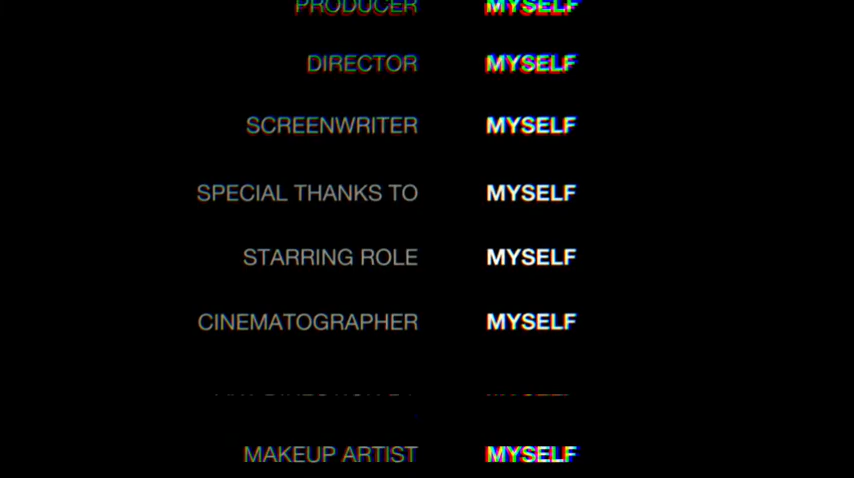 PRODUCER MYSELF
DIRECTOR MYSELF
SCREENWRITER MYSELF
SPECIAL THANKS TO MYSELF
STARRING ROLE MYSELF
CINEMATOGRAPHER MYSELF
MAKEUP ARTIST MYSELF